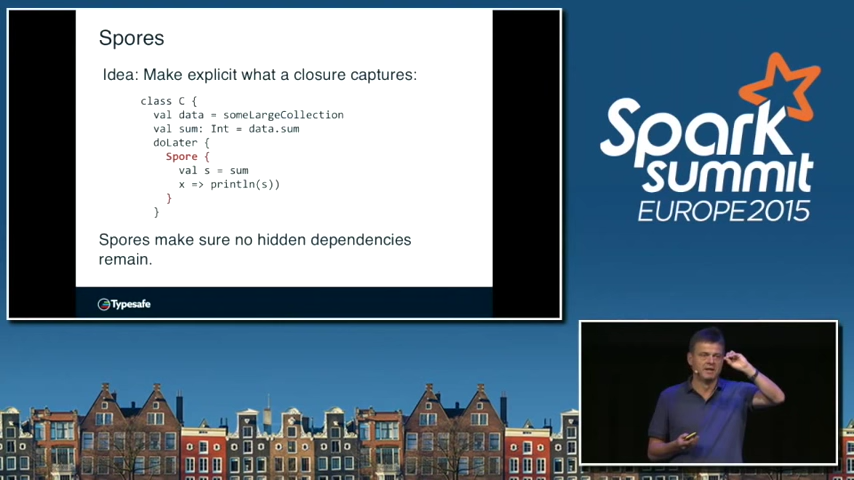 Spores
Idea: Make explicit what a closure captures:
class C {
val data = someLargeCollection
val sum: Int = data.sum
doLater {
Spore {
val s = sum
x => println(s))
}
}
Spores make sure no hidden dependencies
remain.
Typesafe
Spark
summit
EUROPE 2015